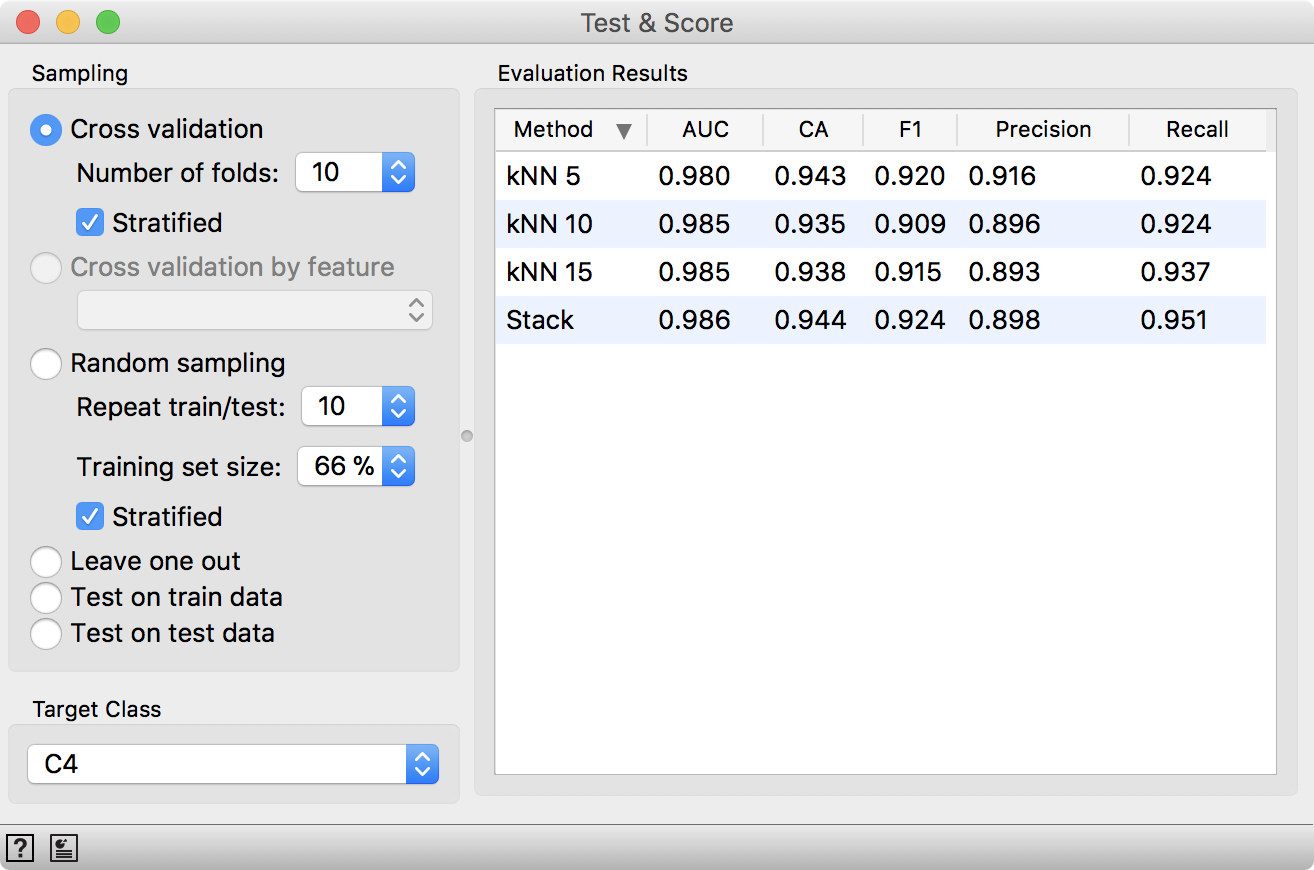 Test & Score
Sampling
Cross validation
Number of folds: 10
Stratified
Cross validation by feature
Random sampling
Repeat train/test: 10
Training set size: 66 %
Stratified
Leave one out
Test on train data
Test on test data
Target Class
C4
?
Evaluation Results
Method AUC CA F1 Precision Recall
kNN 5 0.980 0.943 0.920 0.916 0.924
kNN 10 0.985 0.935 0.909 0.896 0.924
kNN 15 0.985 0.938 0.915 0.893 0.937
Stack 0.986 0.944 0.924 0.898 0.951